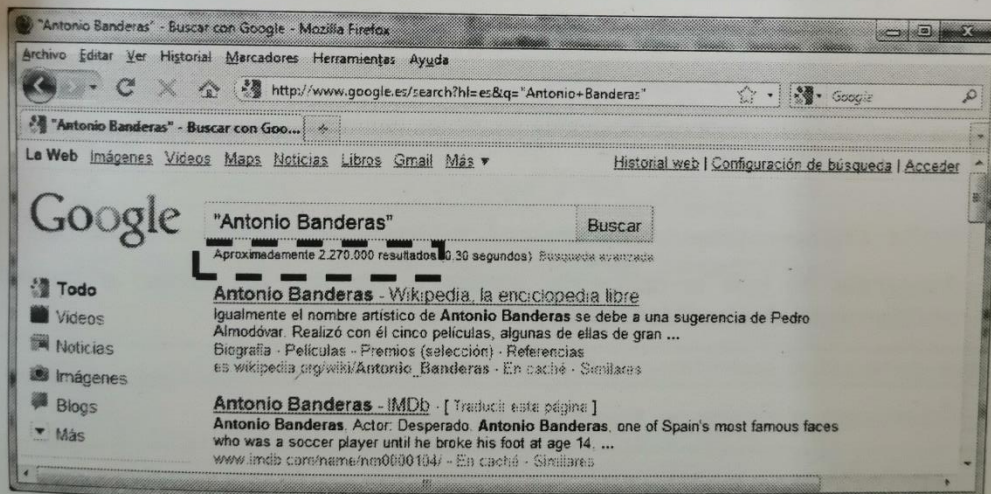 "Antonio Banderas" - Buscar con Google - Mozilla Firefox
Archivo Editar Ver Historial Marcadores Herramientas Ayuda
http://www.google.es/search?hl=es&q="Antonio+Banderas"
Google
"Antonio Banderas" - Buscar con Goo...
La Web Imágenes Vídeos Maps Noticias Libros Gmail Más ▼
Historial web | Configuración de búsqueda | Acceder
Google
"Antonio Banderas"
Buscar
Aproximadamente 2.270.000 resultados (0,30 segundos) Búsqueda avanzada
Todo
Vídeos
Noticias
Imágenes
Blogs
Más
Antonio Banderas - Wikipedia, la enciclopedia libre
Igualmente el nombre artístico de Antonio Banderas se debe a una sugerencia de Pedro
Almodóvar. Realizó con él cinco películas, algunas de ellas de gran ...
Biografía - Películas - Premios (selección) - Referencias
es.wikipedia.org/wiki/Antonio_Banderas - En caché - Similares
Antonio Banderas - IMDb - [ Traducir esta página ]
Antonio Banderas. Actor: Desperado. Antonio Banderas, one of Spain's most famous faces
who was a soccer player until he broke his foot at age 14, ...
www.imdb.com/name/nm0000104/ - En caché - Similares